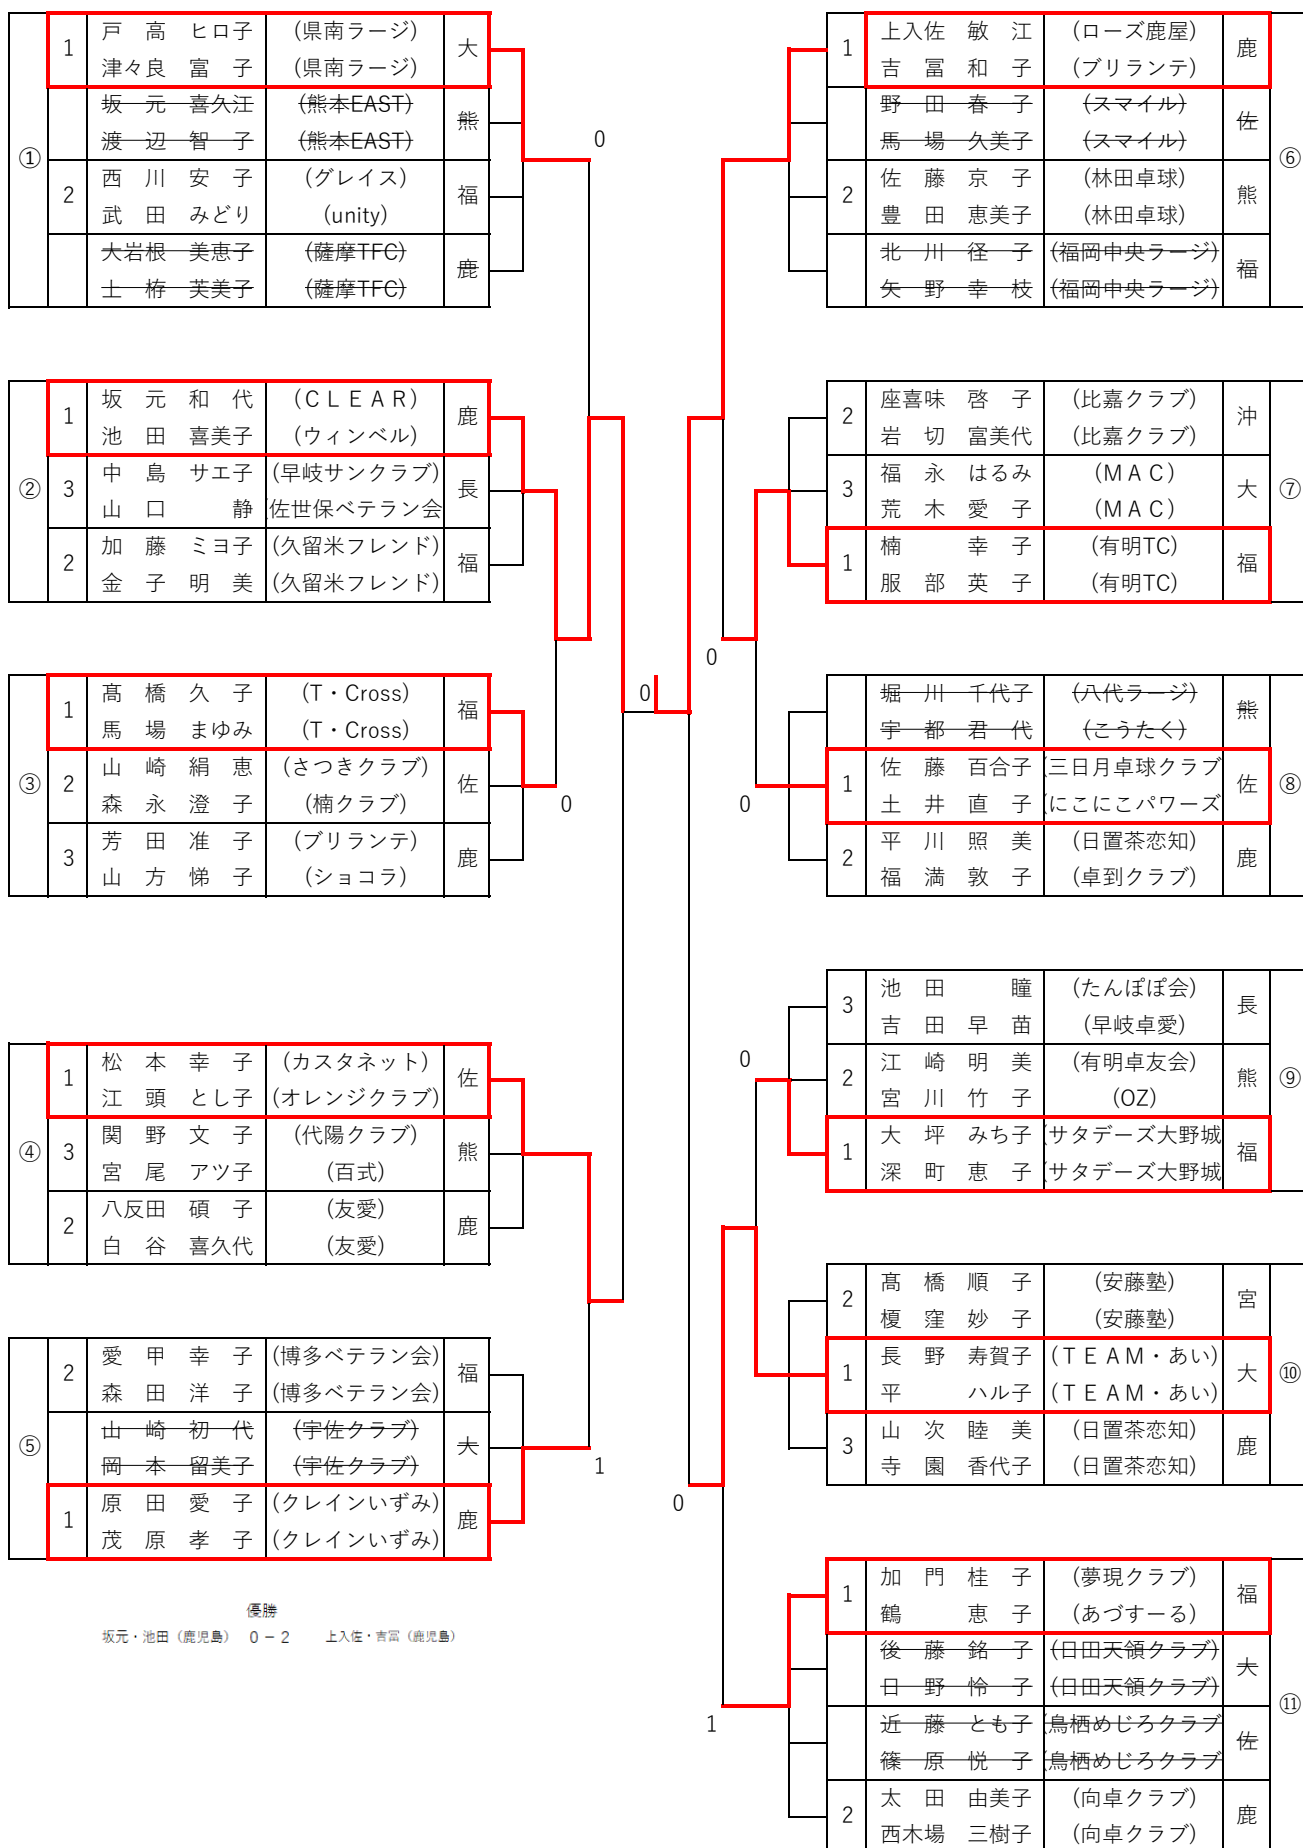 ①
1
戸 高 ヒロ子 (県南ラージ) 大
津々良 富 子 (県南ラージ)
坂 元 喜久江 (熊本EAST) 熊
渡 辺 智 子 (熊本EAST)
2
西 川 安 子 (グレイス) 福
武 田 みどり (unity)
大岩根 美恵子 (薩摩TFC) 鹿
土 栫 芙美子 (薩摩TFC)
0
②
1
坂 元 和 代 (CLEAR) 鹿
池 田 喜美子 (ウィンベル)
3
中 島 サエ子 (早岐サンクラブ) 長
山 口 静 (佐世保ベテラン会
2
加 藤 ミヨ子 (久留米フレンド) 福
金 子 明 美 (久留米フレンド)
③
1
髙 橋 久 子 (T・Cross) 福
馬 場 まゆみ (T・Cross)
2
山 崎 絹 恵 (さつきクラブ) 佐
森 永 澄 子 (楠クラブ)
3
芳 田 准 子 (ブリランテ) 鹿
山 方 悌 子 (ショコラ)
0
0
④
1
松 本 幸 子 (カスタネット) 佐
江 頭 とし子 (オレンジクラブ)
3
関 野 文 子 (代陽クラブ) 熊
宮 尾 アツ子 (百式)
2
八反田 碩 子 (友愛) 鹿
白 谷 喜久代 (友愛)
⑤
2
愛 甲 幸 子 (博多ベテラン会) 福
森 田 洋 子 (博多ベテラン会)
山 崎 初 代 (宇佐クラブ) 大
岡 本 留美子 (宇佐クラブ)
1
原 田 愛 子 (クレインいずみ) 鹿
茂 原 孝 子 (クレインいずみ)
1
優勝
坂元・池田（鹿児島） 0－2 上入佐・吉冨（鹿児島）
⑥
1
上入佐 敏 江 (ローズ鹿屋) 鹿
吉 冨 和 子 (ブリランテ)
野 田 春 子 (スマイル) 佐
馬 場 久美子 (スマイル)
2
佐 藤 京 子 (林田卓球) 熊
豊 田 恵美子 (林田卓球)
北 川 径 子 (福岡中央ラージ) 福
矢 野 幸 枝 (福岡中央ラージ)
⑦
2
座喜味 啓 子 (比嘉クラブ) 沖
岩 切 富美代 (比嘉クラブ)
3
福 永 はるみ (MAC) 大
荒 木 愛 子 (MAC)
1
楠 幸 子 (有明TC) 福
服 部 英 子 (有明TC)
0
⑧
堀 川 千代子 (八代ラージ) 熊
宇 都 君 代 (こうたく)
1
佐 藤 百合子 (三日月卓球クラブ 佐
土 井 直 子 (にこにこパワーズ
2
平 川 照 美 (日置茶恋知) 鹿
福 満 敦 子 (卓到クラブ)
0
⑨
3
池 田 瞳 (たんぽぽ会) 長
吉 田 早 苗 (早岐卓愛)
2
江 崎 明 美 (有明卓友会) 熊
宮 川 竹 子 (OZ)
1
大 坪 みち子 (サタデーズ大野城 福
深 町 恵 子 (サタデーズ大野城
0
⑩
2
髙 橋 順 子 (安藤塾) 宮
榎 窪 妙 子 (安藤塾)
1
長 野 寿賀子 (TEAM・あい) 大
平 ハル子 (TEAM・あい)
3
山 次 睦 美 (日置茶恋知) 鹿
寺 園 香代子 (日置茶恋知)
0
⑪
1
加 門 桂 子 (夢現クラブ) 福
鶴 恵 子 (あづすーる)
後 藤 銘 子 (日田天領クラブ) 大
日 野 怜 子 (日田天領クラブ)
近 藤 とも子 (鳥栖めじろクラブ 佐
篠 原 悦 子 (鳥栖めじろクラブ
2
太 田 由美子 (向卓クラブ) 鹿
西木場 三樹子 (向卓クラブ)
1